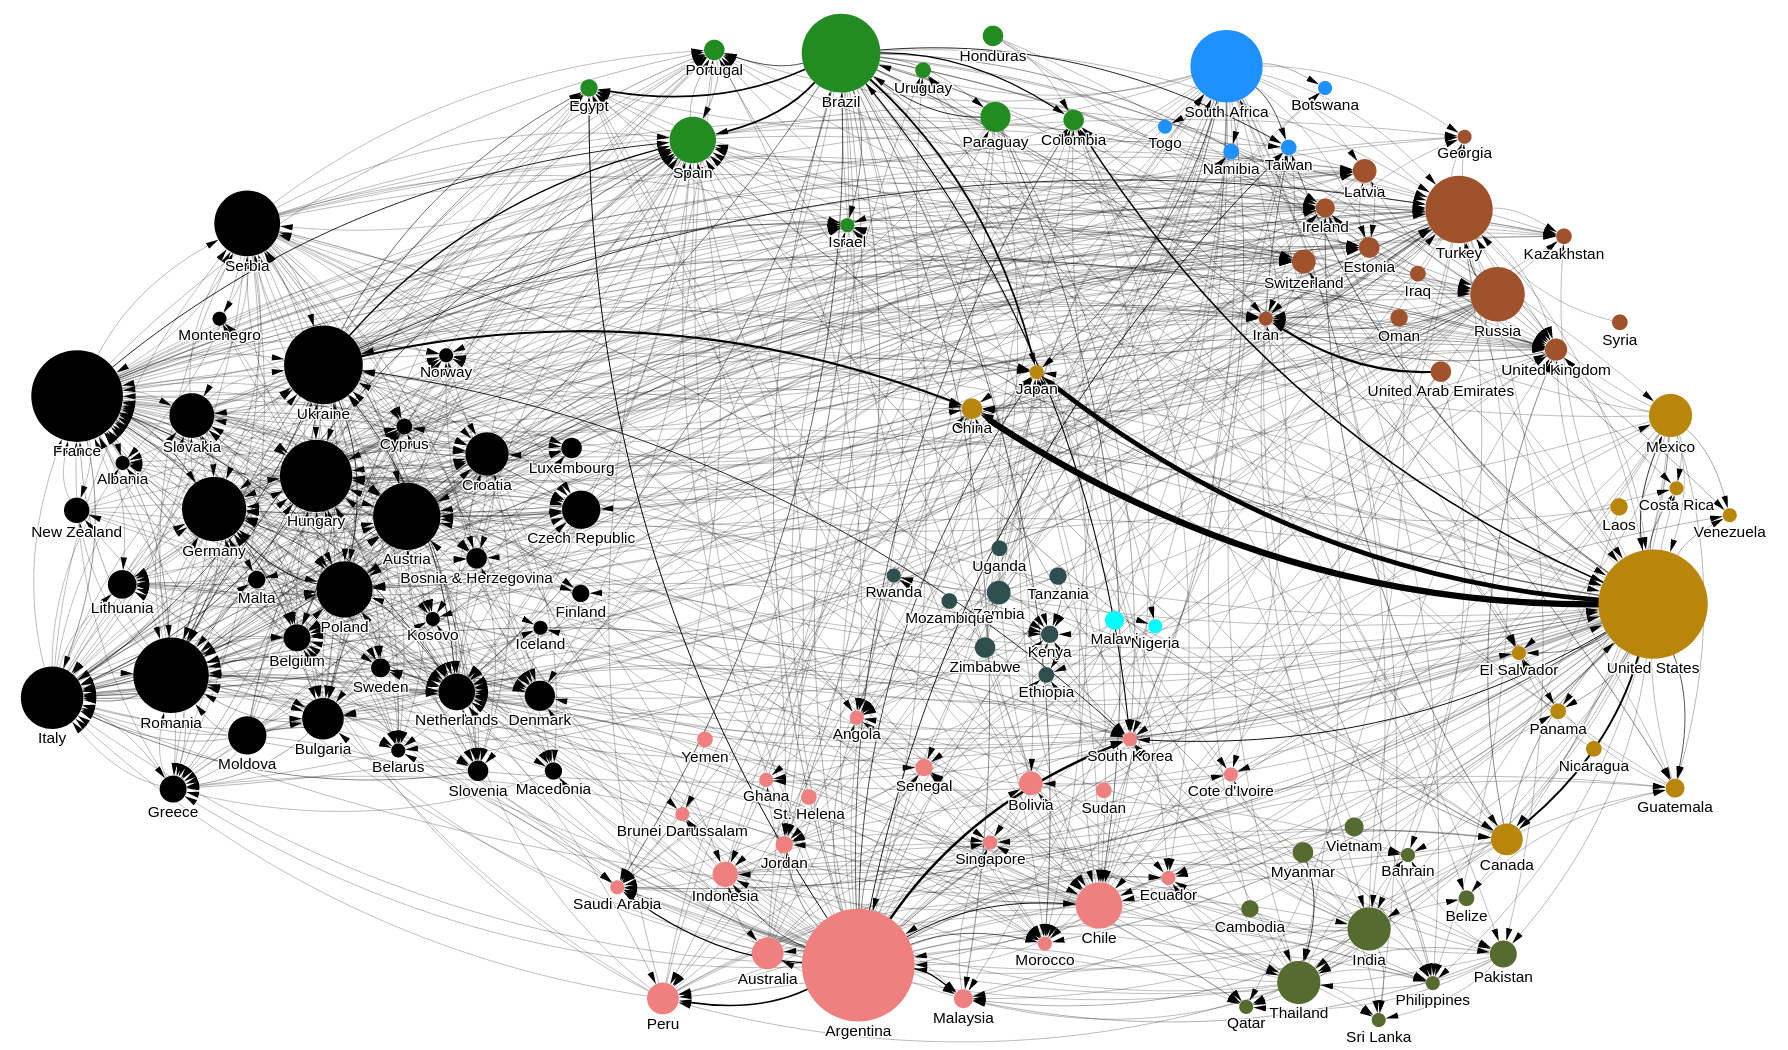 Honduras
Portugal
Brazil
Uruguay
Egypt
South Africa
Botswana
Paraguay
Colombia
Togo
Namibia
Taiwan
Georgia
Spain
Latvia
Ireland
Israel
Turkey
Kazakhstan
Serbia
Estonia
Switzerland
Iraq
Montenegro
Iran
Oman
Russia
Syria
Norway
United Kingdom
Japan
United Arab Emirates
Ukraine
China
Cyprus
France
Slovakia
Mexico
Luxembourg
Albania
Croatia
Costa Rica
Hungary
Laos
New Zealand
Venezuela
Czech Republic
Germany
Austria
Uganda
Bosnia & Herzegovina
Rwanda
Tanzania
Malta
Lithuania
Finland
Mozambique
Zambia
Poland
Kosovo
Malawi
Nigeria
Iceland
Kenya
Belgium
Zimbabwe
United States
El Salvador
Sweden
Ethiopia
Romania
Netherlands
Denmark
Italy
Angola
Panama
Bulgaria
Moldova
Belarus
Yemen
South Korea
Nicaragua
Slovenia
Macedonia
Senegal
Cote d'Ivoire
Ghana
Bolivia
Sudan
Guatemala
Greece
St. Helena
Brunei Darussalam
Vietnam
Jordan
Singapore
Canada
Myanmar
Bahrain
Indonesia
Ecuador
Saudi Arabia
Belize
Cambodia
Chile
Morocco
India
Australia
Pakistan
Philippines
Thailand
Malaysia
Qatar
Peru
Argentina
Sri Lanka